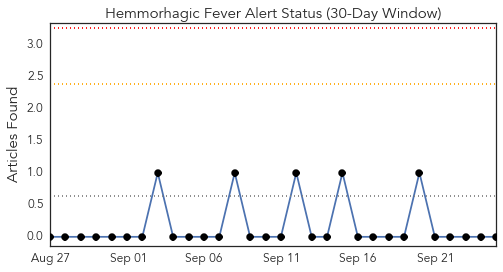 Hemmorhagic Fever Alert Status (30-Day Window)
Articles Found
3.0
2.5
2.0
1.5
1.0
0.5
0.0
Aug 27 Sep 01 Sep 06 Sep 11 Sep 16 Sep 21